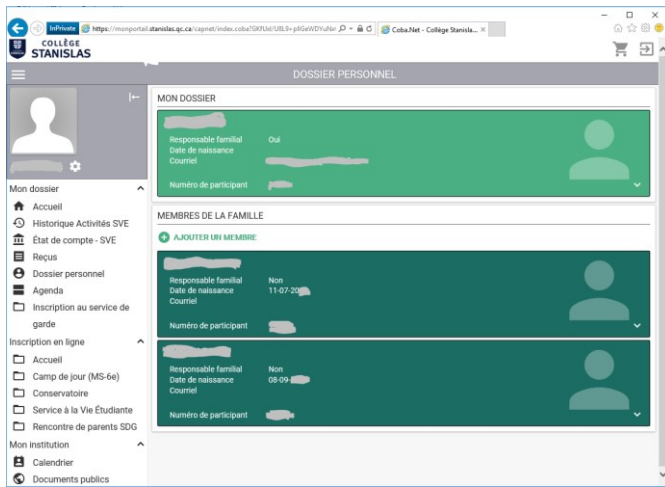 InPrivate https://monportail.stanislas.qc.ca/capnet/index.coba Coba.Net - Collège Stanisla...
COLLÈGE
STANISLAS
DOSSIER PERSONNEL
MON DOSSIER
Responsable familial Oui
Date de naissance
Courriel
Numéro de participant
Mon dossier
Accueil
Historique Activités SVE
État de compte - SVE
Reçus
Dossier personnel
Agenda
Inscription au service de
garde
Inscription en ligne
Accueil
Camp de jour (MS-6e)
Conservatoire
Service à la Vie Étudiante
Rencontre de parents SDG
Mon institution
Calendrier
Documents publics
MEMBRES DE LA FAMILLE
AJOUTER UN MEMBRE
Responsable familial Non
Date de naissance 11-07-20
Courriel
Numéro de participant
Responsable familial Non
Date de naissance 08-09-
Courriel
Numéro de participant